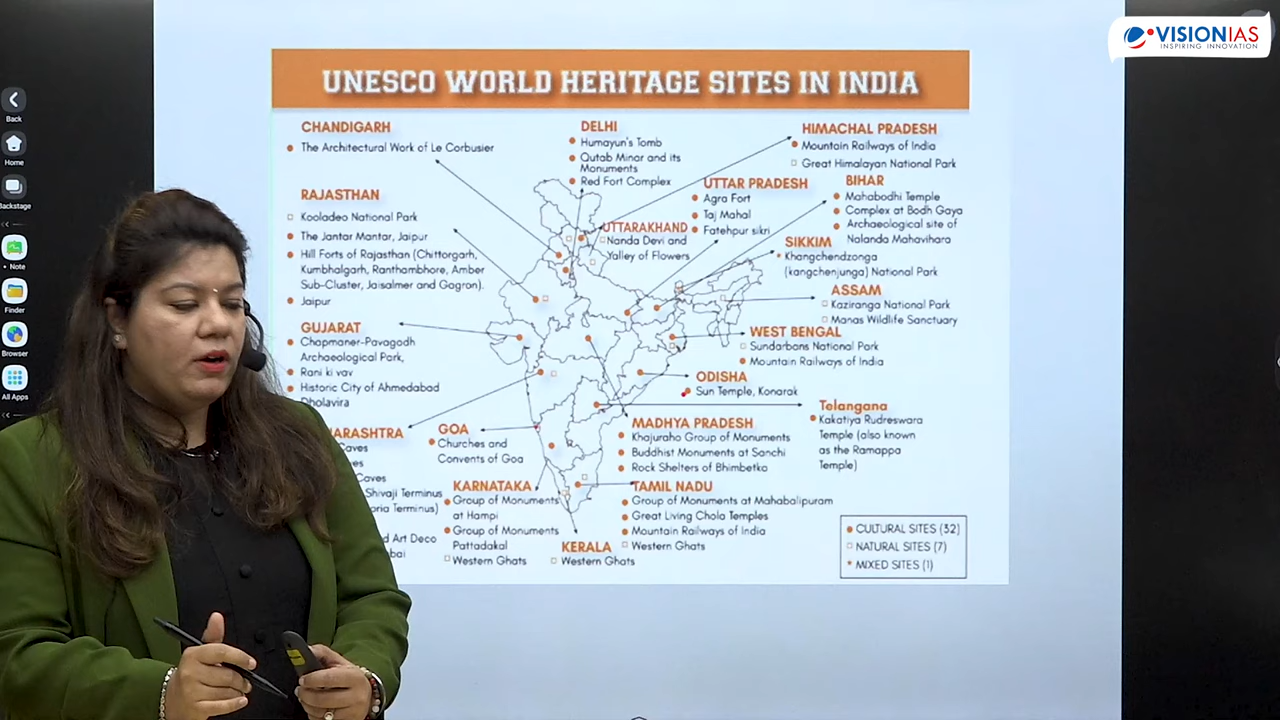 VISIONIAS
INSPIRING INNOVATION
Back
Home
Backstage
Note
Finder
Browser
All Apps
UNESCO WORLD HERITAGE SITES IN INDIA
CHANDIGARH
The Architectural Work of Le Corbusier
RAJASTHAN
Kooladeo National Park
The Jantar Mantar, Jaipur
Hill Forts of Rajasthan (Chittorgarh,
Kumbhalgarh, Ranthambhore, Amber
Sub-Cluster, Jaisalmer and Gagron).
Jaipur
GUJARAT
Chapmaner-Pavagodh
Archaeological Park,
Rani ki vav
Historic City of Ahmedabad
Dholavira
ARASHTRA
Caves
Caves
Shivaji Terminus
oria Terminus)
d Art Deco
bai
DELHI
Humayun's Tomb
Qutab Minar and its
Monuments
Red Fort Complex
HIMACHAL PRADESH
Mountain Railways of India
Great Himalayan National Park
UTTAR PRADESH
Agra Fort
Taj Mahal
Fatehpur sikri
BIHAR
Mahabodhi Temple
Complex at Bodh Gaya
Archaeological site of
Nalanda Mahavihara
UTTARAKHAND
Nanda Devi and
Valley of Flowers
SIKKIM
Khangchendzonga
(kangchenjunga) National Park
ASSAM
Kaziranga National Park
Manas Wildlife Sanctuary
WEST BENGAL
Sundarbans National Park
Mountain Railways of India
ODISHA
Sun Temple, Konarak
Telangana
Kakatiya Rudreswara
Temple (also known
as the Ramappa
Temple)
GOA
Churches and
Convents of Goa
MADHYA PRADESH
Khajuraho Group of Monuments
Buddhist Monuments at Sanchi
Rock Shelters of Bhimbetka
KARNATAKA
Group of Monuments
at Hampi
Group of Monuments
Pattadakal
Western Ghats
KERALA
Western Ghats
TAMIL NADU
Group of Monuments at Mahabalipuram
Great Living Chola Temples
Mountain Railways of India
Western Ghats
CULTURAL SITES (32)
NATURAL SITES (7)
MIXED SITES (1)